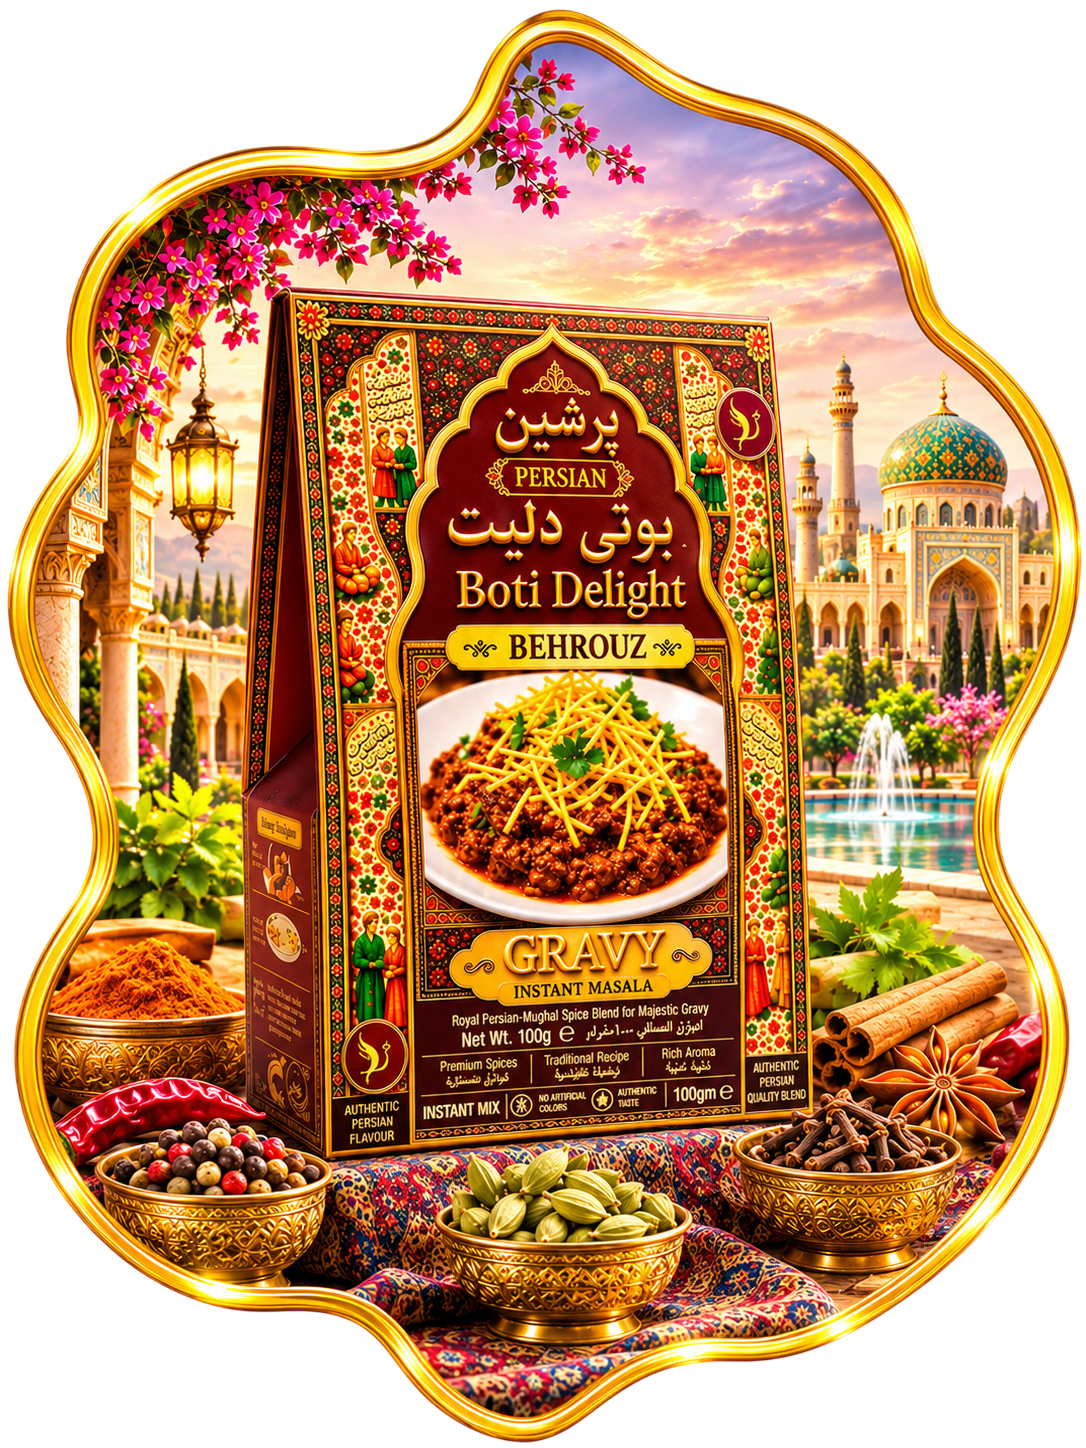 پرشین
PERSIAN
بوتی دلیت
Boti Delight
BEHROUZ
GRAVY
INSTANT MASALA
Royal Persian-Mughal Spice Blend for Majestic Gravy
Net Wt. 100g ℮
Premium Spices
Traditional Recipe
Rich Aroma
INSTANT MIX
NO ARTIFICIAL
COLORS
AUTHENTIC
100gm ℮
AUTHENTIC
PERSIAN
FLAVOUR
AUTHENTIC
PERSIAN
QUALITY BLEND